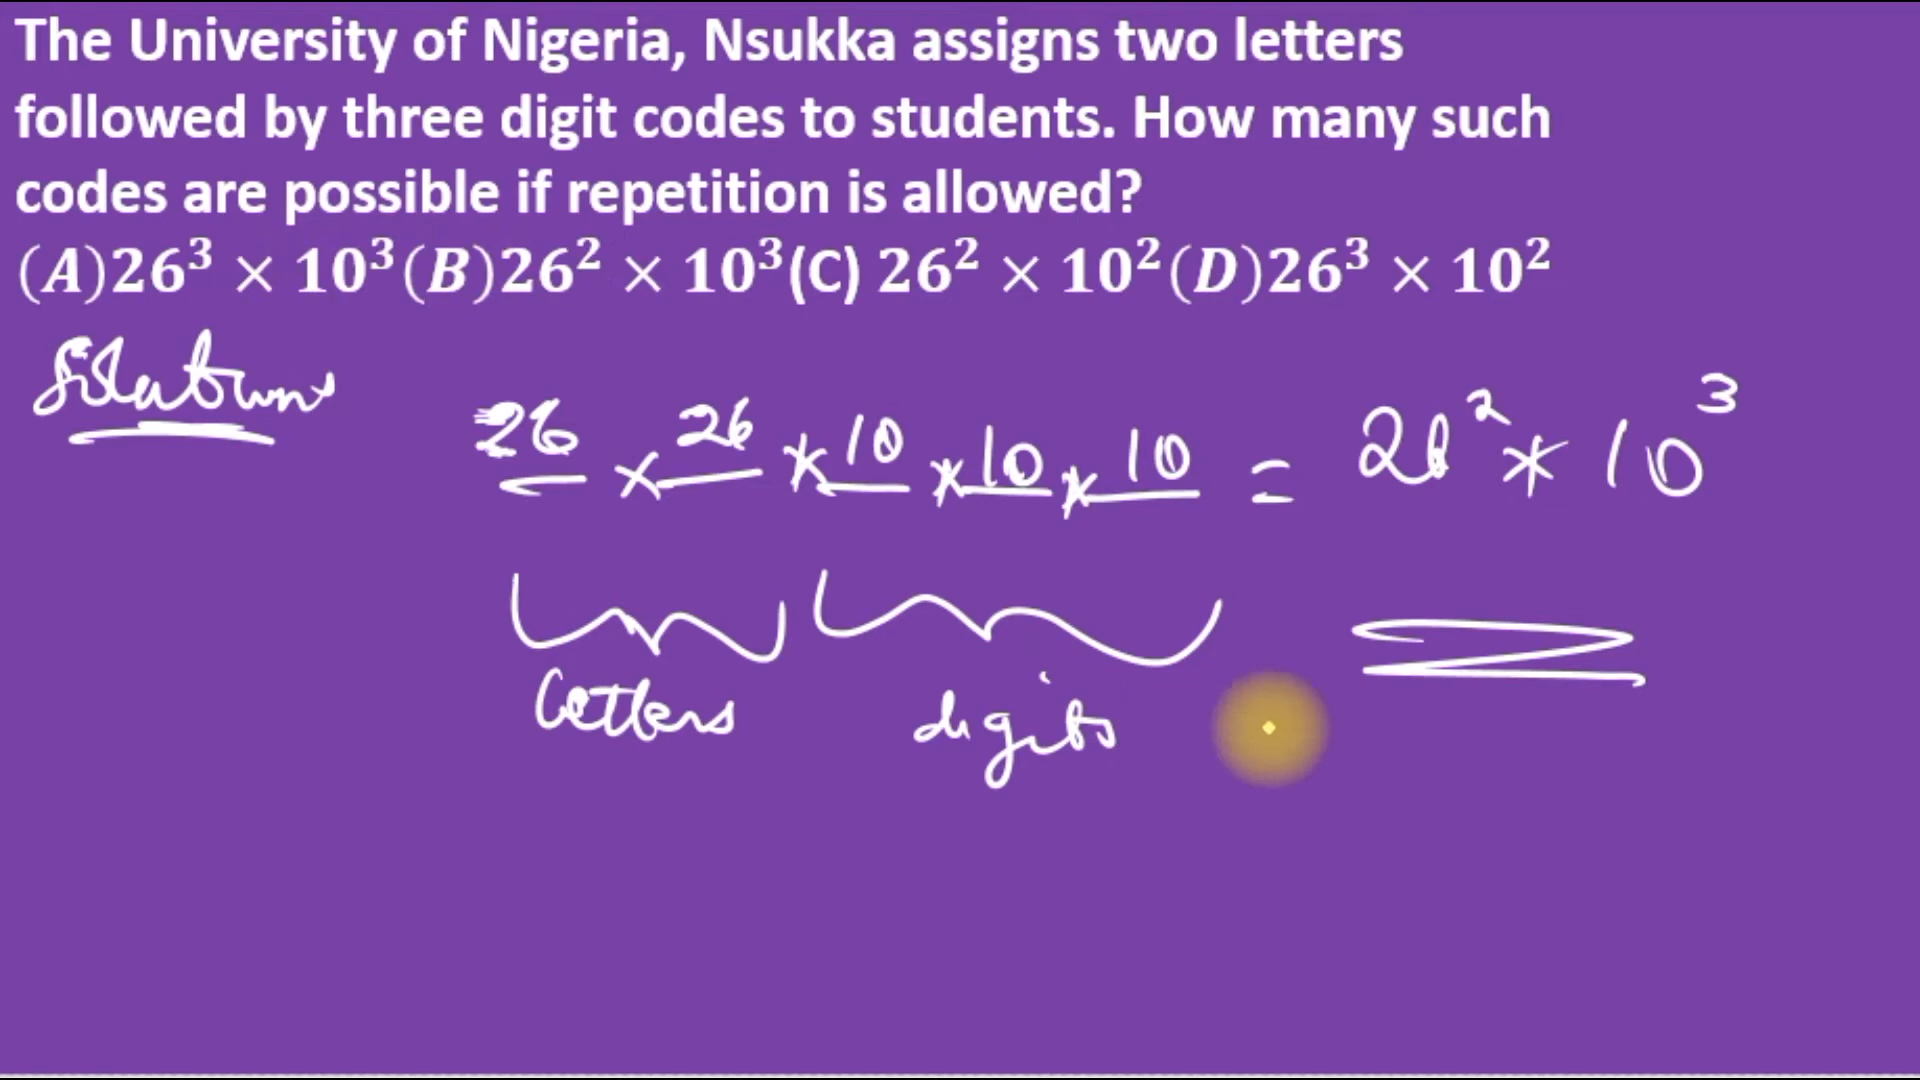 The University of Nigeria, Nsukka assigns two letters
followed by three digit codes to students. How many such
codes are possible if repetition is allowed?
(A)26³ × 10³(B)26² × 10³(C) 26² × 10²(D)26³ × 10²
Solution
26 × 26 * 10 * 10 * 10 = 26² * 10³
Letters digits